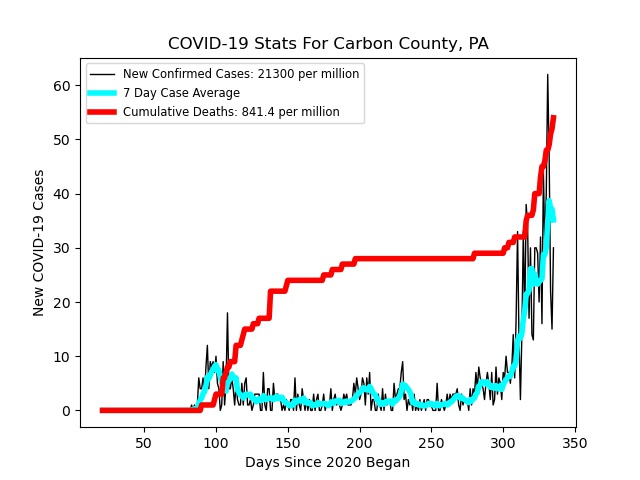 COVID-19 Stats For Carbon County, PA
New Confirmed Cases: 21300 per million
7 Day Case Average
Cumulative Deaths: 841.4 per million
New COVID-19 Cases
60
50
40
30
20
10
0
50 100 150 200 250 300 350
Days Since 2020 Began